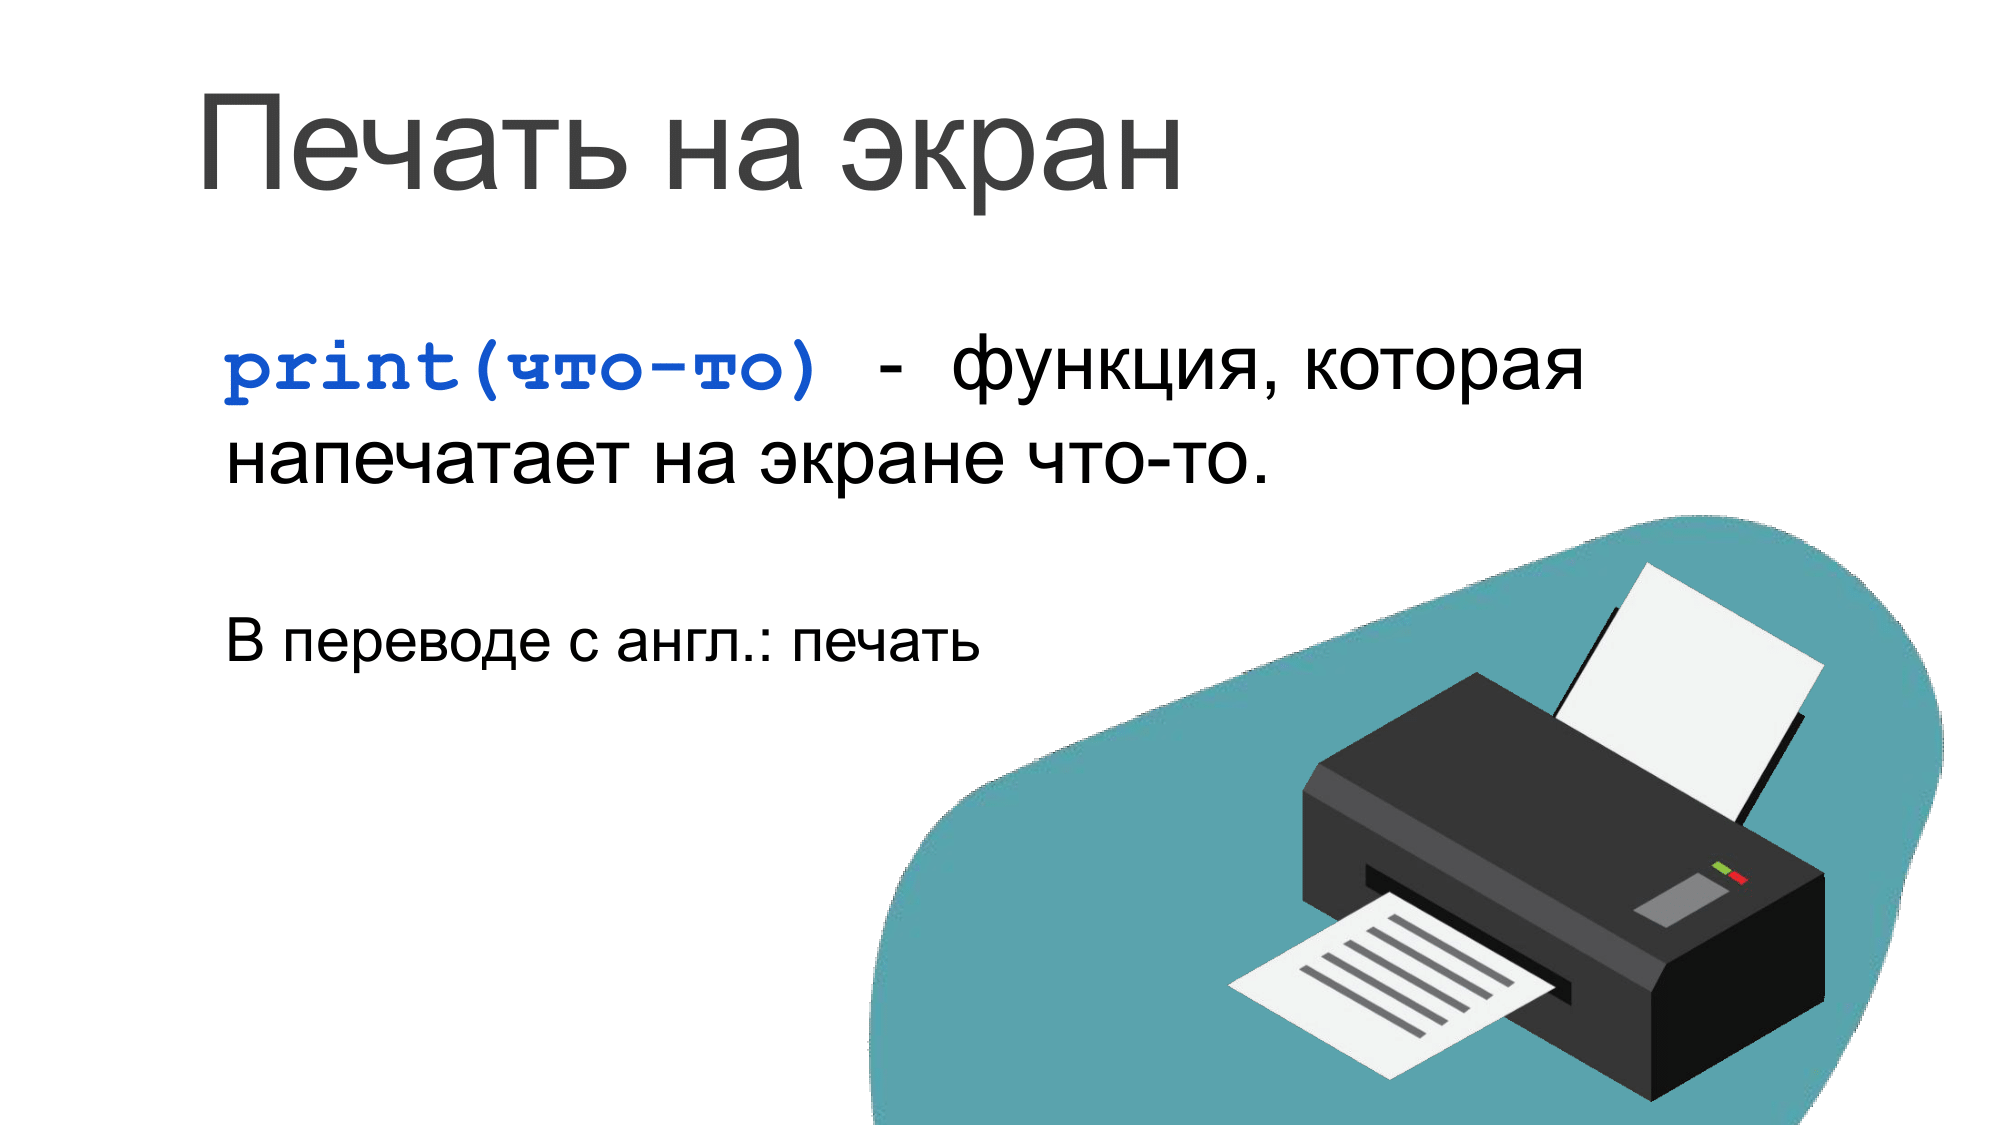 Печать на экран
print(что-то) - функция, которая
напечатает на экране что-то.
В переводе с англ.: печать